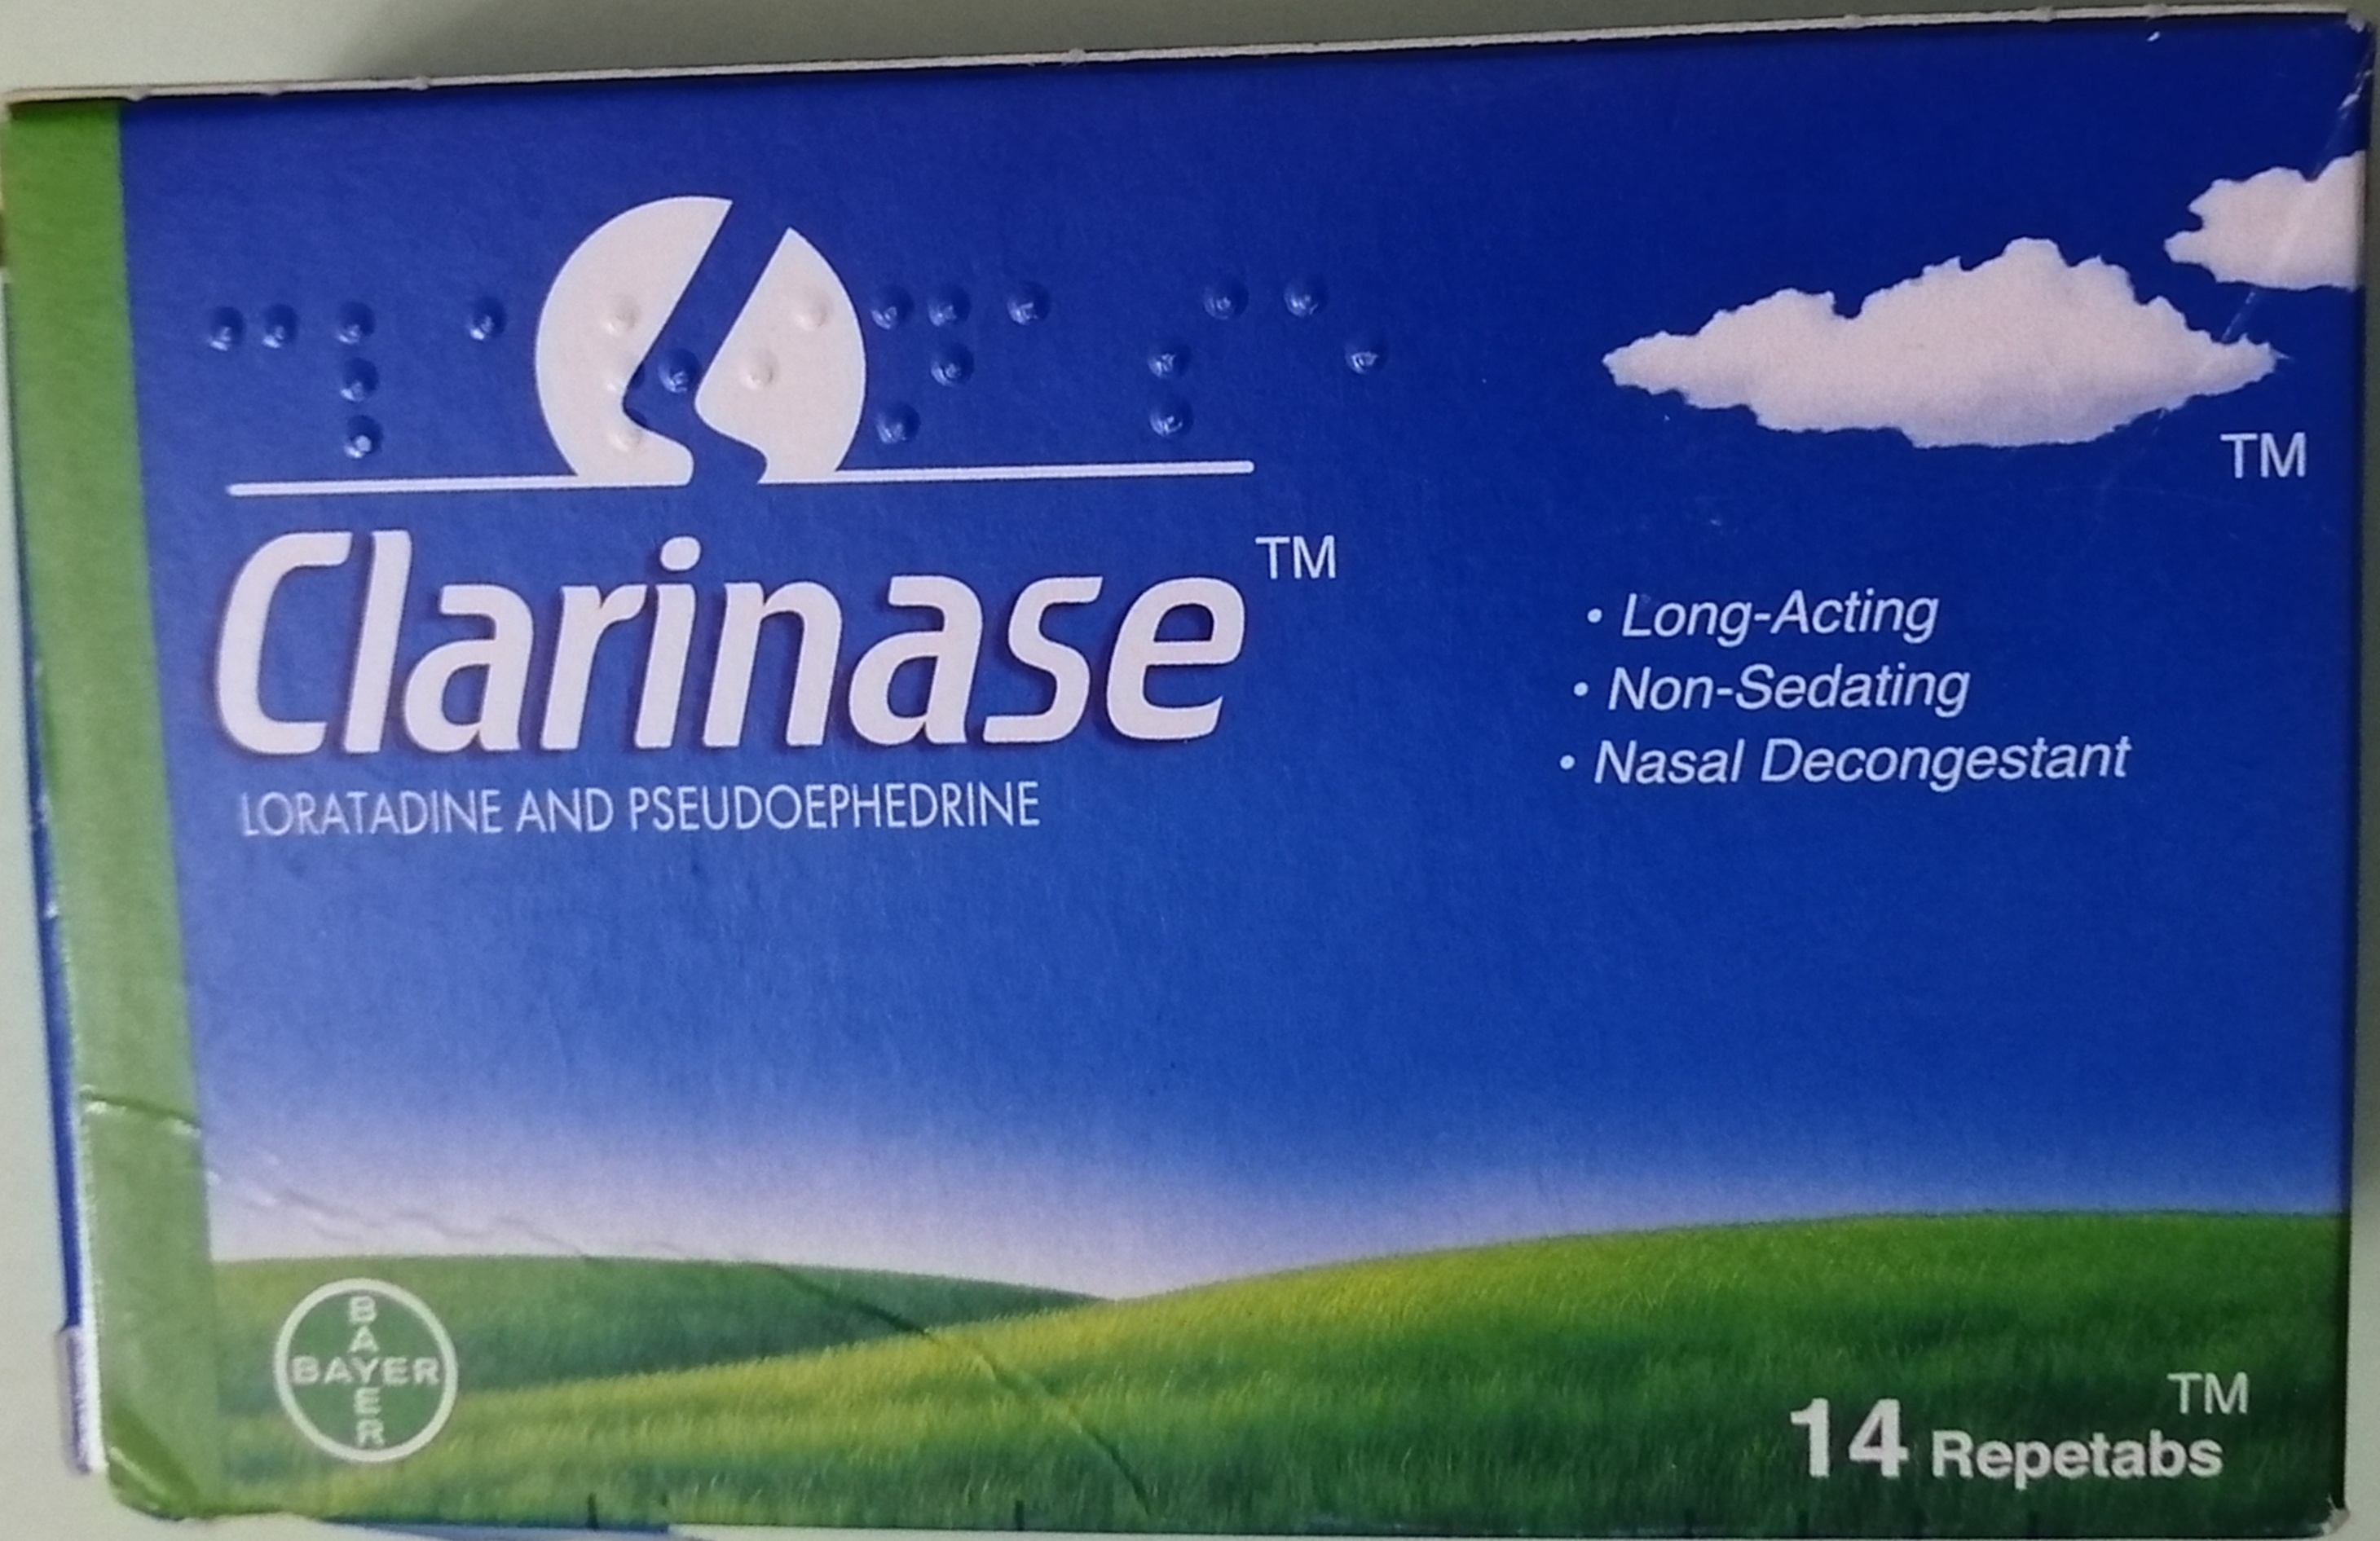 ⠉⠇⠁⠗⠊⠝⠁⠎⠑
TM
Clarinase™
LORATADINE AND PSEUDOEPHEDRINE
• Long-Acting
• Non-Sedating
• Nasal Decongestant
BAYER
BAYER
14 Repetabs™